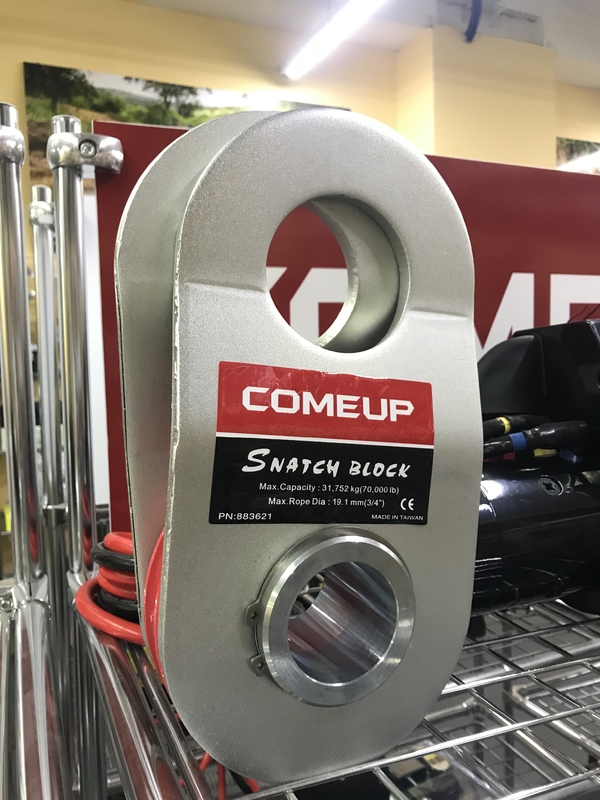 COMEUP
SNATCH BLOCK
Max.Capacity : 31,752 kg(70,000 lb)
Max.Rope Dia : 19.1 mm(3/4")
CE
PN:883621
MADE IN TAIWAN